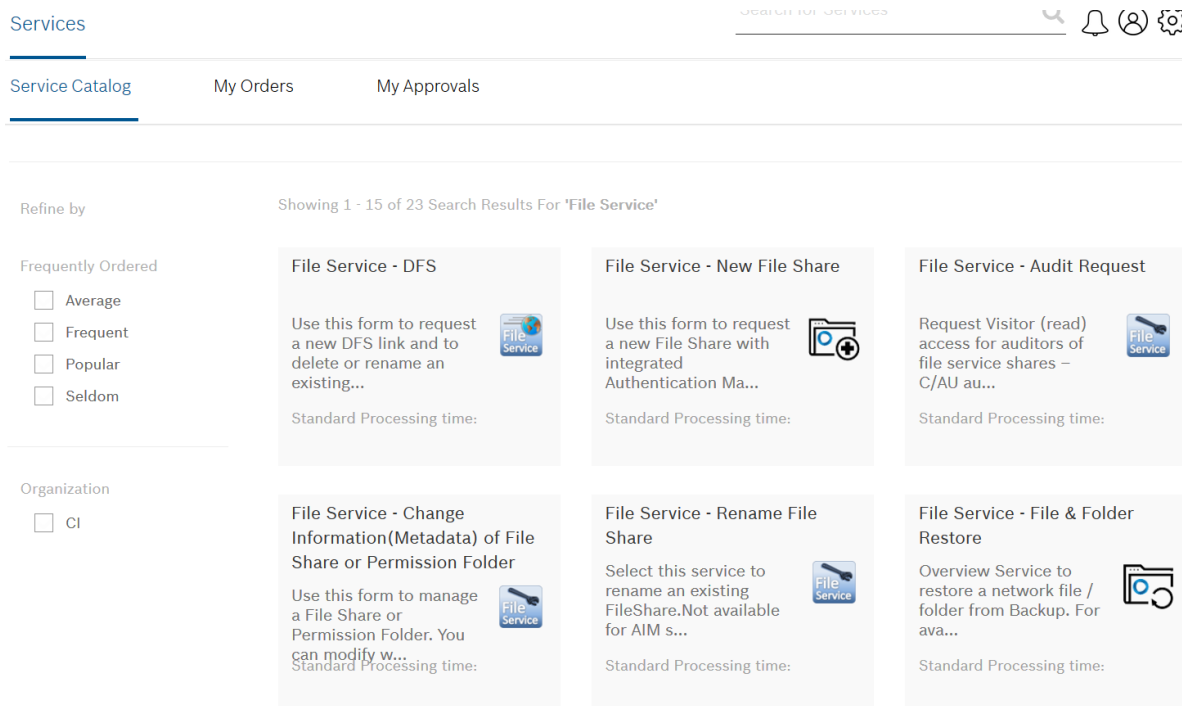 Services
Search for Services
Service Catalog
My Orders
My Approvals
Refine by
Showing 1 - 15 of 23 Search Results For 'File Service'
Frequently Ordered
Average
Frequent
Popular
Seldom
Organization
CI
File Service - DFS
Use this form to request
a new DFS link and to
delete or rename an
existing...
File
Service
Standard Processing time:
File Service - New File Share
Use this form to request
a new File Share with
integrated
Authentication Ma...
Standard Processing time:
File Service - Audit Request
Request Visitor (read)
access for auditors of
file service shares –
C/AU au...
File
Service
Standard Processing time:
File Service - Change
Information(Metadata) of File
Share or Permission Folder
Use this form to manage
a File Share or
Permission Folder. You
can modify w...
File
Service
Standard Processing time:
File Service - Rename File
Share
Select this service to
rename an existing
FileShare.Not available
for AIM s...
File
Service
Standard Processing time:
File Service - File & Folder
Restore
Overview Service to
restore a network file /
folder from Backup. For
ava...
Standard Processing time: